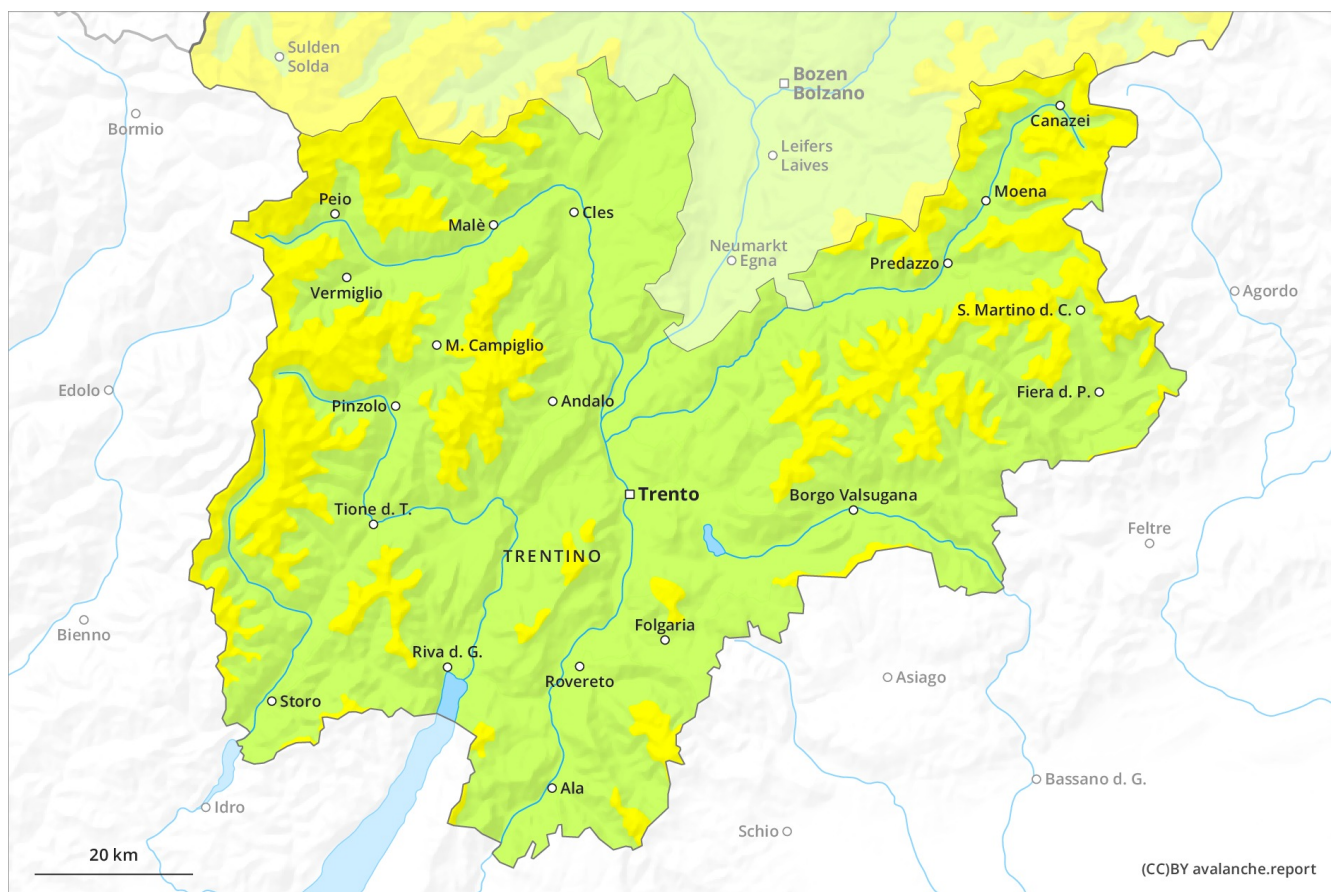 Sulden
Solda
Bozen
Bolzano
Bormio
Canazei
Leifers
Laives
Peio
Moena
Malè
Cles
Neumarkt
Egna
Predazzo
Vermiglio
Agordo
S. Martino d. C.
M. Campiglio
Edolo
Fiera d. P.
Pinzolo
Andalo
Trento
Borgo Valsugana
Tione d. T.
Feltre
TRENTINO
Bienno
Folgaria
Riva d. G.
Rovereto
Asiago
Storo
Bassano d. G.
Ala
Idro
Schio
20 km
(CC)BY avalanche.report